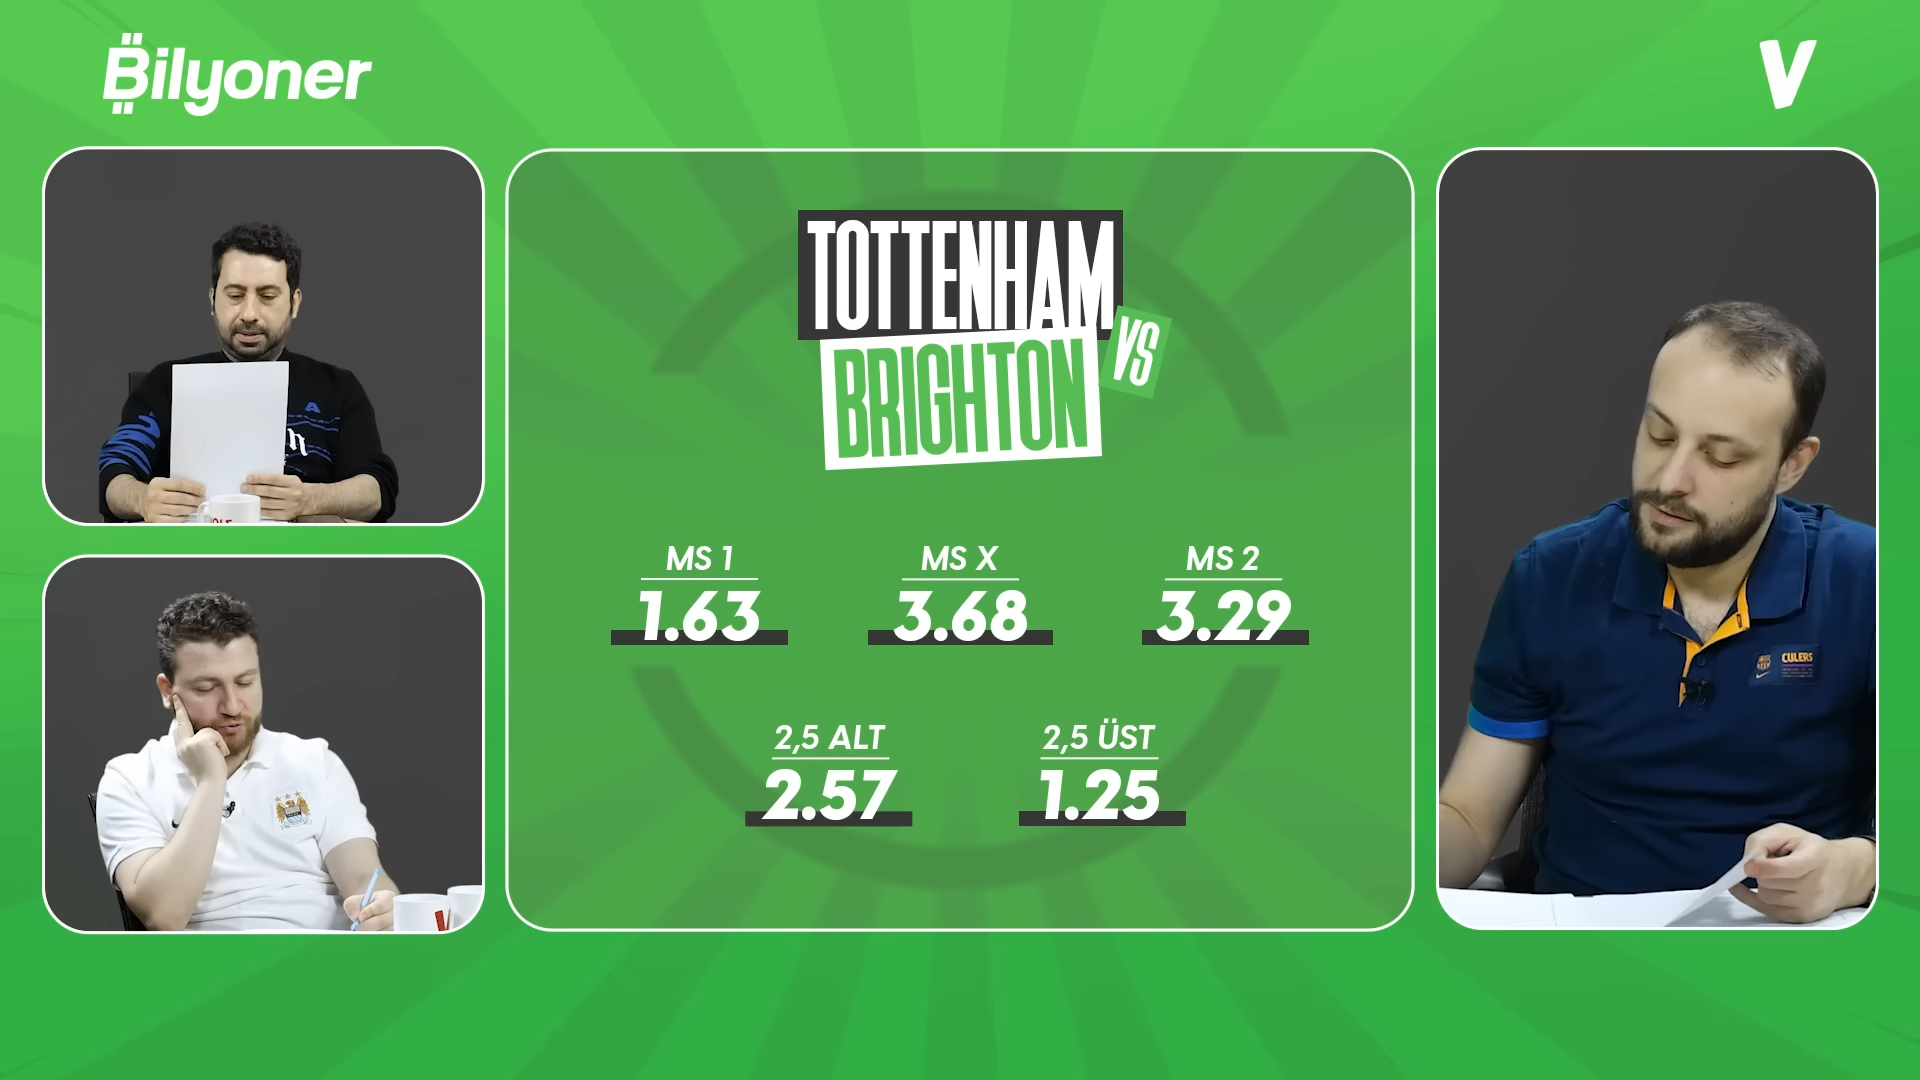 Bilyoner
V
TOTTENHAM
VS
BRIGHTON
MS 1
MS X
MS 2
1.63
3.68
3.29
2,5 ALT
2,5 ÜST
2.57
1.25
CULERS